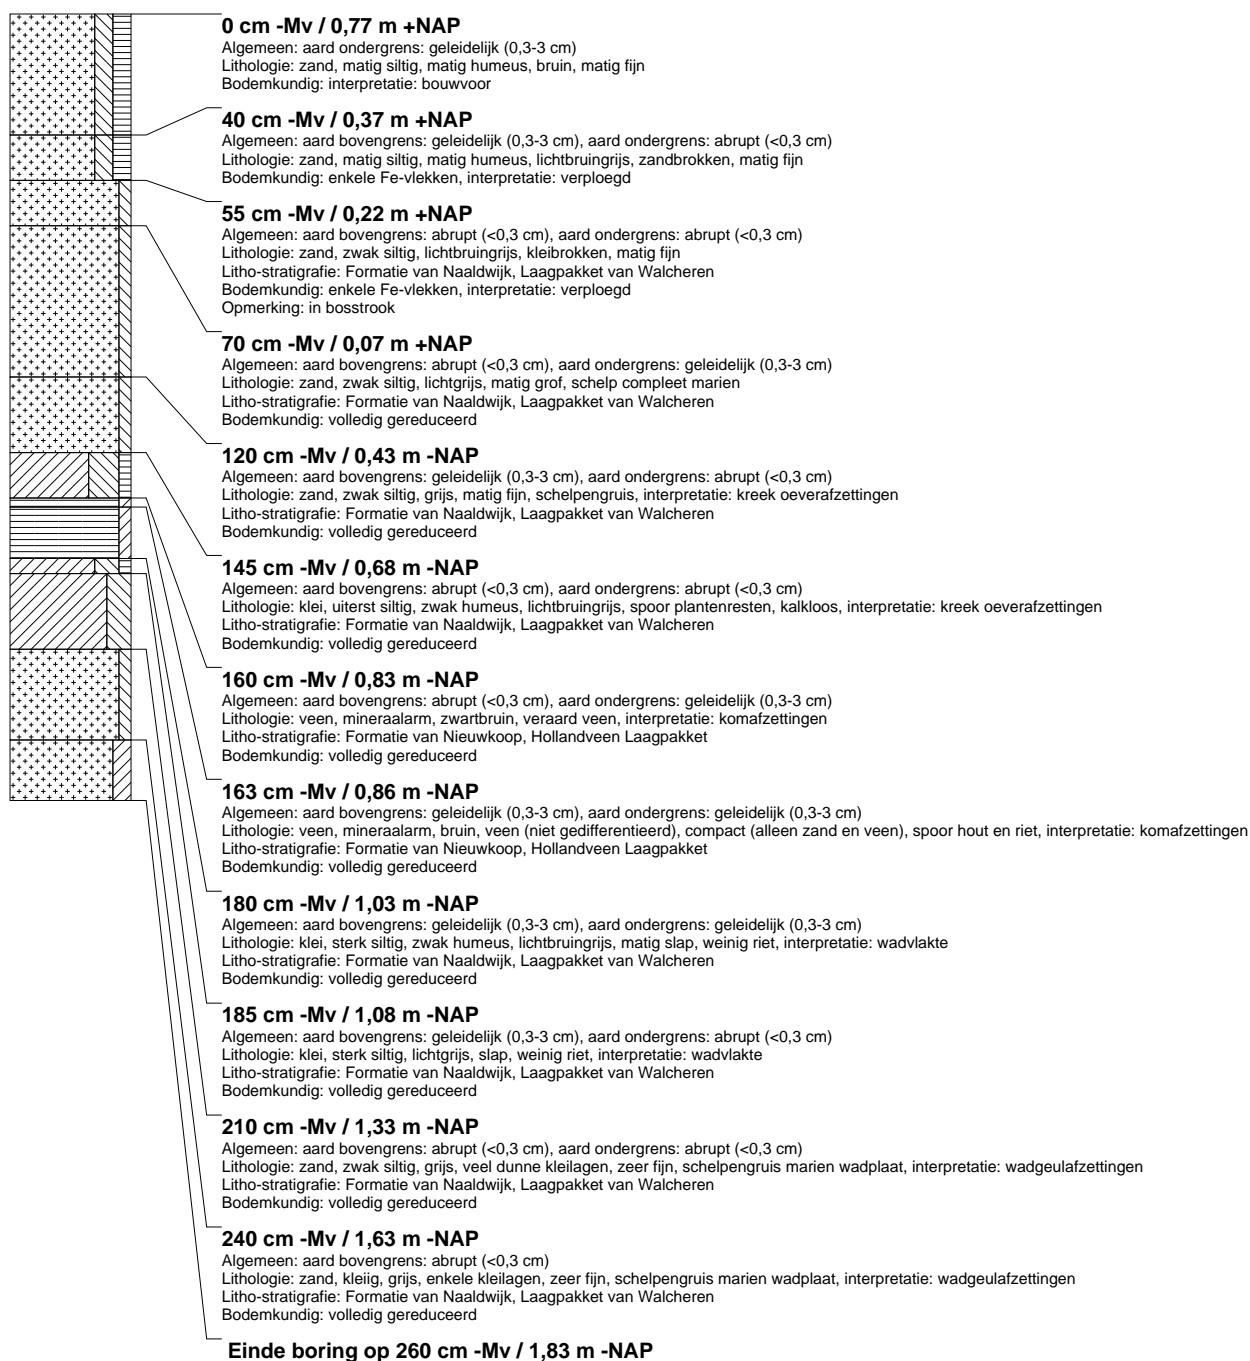 0 cm -Mv / 0,77 m +NAP
Algemeen: aard ondergrens: geleidelijk (0,3-3 cm)
Lithologie: zand, matig siltig, matig humeus, bruin, matig fijn
Bodemkundig: interpretatie: bouwvoor
40 cm -Mv / 0,37 m +NAP
Algemeen: aard bovengrens: geleidelijk (0,3-3 cm), aard ondergrens: abrupt (<0,3 cm)
Lithologie: zand, matig siltig, matig humeus, lichtbruingrijs, zandbrokken, matig fijn
Bodemkundig: enkele Fe-vlekken, interpretatie: verploegd
55 cm -Mv / 0,22 m +NAP
Algemeen: aard bovengrens: abrupt (<0,3 cm), aard ondergrens: abrupt (<0,3 cm)
Lithologie: zand, zwak siltig, lichtbruingrijs, kleibrokken, matig fijn
Litho-stratigrafie: Formatie van Naaldwijk, Laagpakket van Walcheren
Bodemkundig: enkele Fe-vlekken, interpretatie: verploegd
Opmerking: in bosstrook
70 cm -Mv / 0,07 m +NAP
Algemeen: aard bovengrens: abrupt (<0,3 cm), aard ondergrens: geleidelijk (0,3-3 cm)
Lithologie: zand, zwak siltig, lichtgrijs, matig grof, schelp compleet marien
Litho-stratigrafie: Formatie van Naaldwijk, Laagpakket van Walcheren
Bodemkundig: volledig gereduceerd
120 cm -Mv / 0,43 m -NAP
Algemeen: aard bovengrens: geleidelijk (0,3-3 cm), aard ondergrens: abrupt (<0,3 cm)
Lithologie: zand, zwak siltig, grijs, matig fijn, schelpengruis, interpretatie: kreek oeverafzettingen
Litho-stratigrafie: Formatie van Naaldwijk, Laagpakket van Walcheren
Bodemkundig: volledig gereduceerd
145 cm -Mv / 0,68 m -NAP
Algemeen: aard bovengrens: abrupt (<0,3 cm), aard ondergrens: abrupt (<0,3 cm)
Lithologie: klei, uiterst siltig, zwak humeus, lichtbruingrijs, spoor plantenresten, kalkloos, interpretatie: kreek oeverafzettingen
Litho-stratigrafie: Formatie van Naaldwijk, Laagpakket van Walcheren
Bodemkundig: volledig gereduceerd
160 cm -Mv / 0,83 m -NAP
Algemeen: aard bovengrens: abrupt (<0,3 cm), aard ondergrens: geleidelijk (0,3-3 cm)
Lithologie: veen, mineraalarm, zwartbruin, veraard veen, interpretatie: komafzettingen
Litho-stratigrafie: Formatie van Nieuwkoop, Hollandveen Laagpakket
Bodemkundig: volledig gereduceerd
163 cm -Mv / 0,86 m -NAP
Algemeen: aard bovengrens: geleidelijk (0,3-3 cm), aard ondergrens: geleidelijk (0,3-3 cm)
Lithologie: veen, mineraalarm, bruin, veen (niet gedifferentieerd), compact (alleen zand en veen), spoor hout en riet, interpretatie: komafzettingen
Litho-stratigrafie: Formatie van Nieuwkoop, Hollandveen Laagpakket
Bodemkundig: volledig gereduceerd
180 cm -Mv / 1,03 m -NAP
Algemeen: aard bovengrens: geleidelijk (0,3-3 cm), aard ondergrens: geleidelijk (0,3-3 cm)
Lithologie: klei, sterk siltig, zwak humeus, lichtbruingrijs, matig slap, weinig riet, interpretatie: wadvlakte
Litho-stratigrafie: Formatie van Naaldwijk, Laagpakket van Walcheren
Bodemkundig: volledig gereduceerd
185 cm -Mv / 1,08 m -NAP
Algemeen: aard bovengrens: geleidelijk (0,3-3 cm), aard ondergrens: abrupt (<0,3 cm)
Lithologie: klei, sterk siltig, lichtgrijs, slap, weinig riet, interpretatie: wadvlakte
Litho-stratigrafie: Formatie van Naaldwijk, Laagpakket van Walcheren
Bodemkundig: volledig gereduceerd
210 cm -Mv / 1,33 m -NAP
Algemeen: aard bovengrens: abrupt (<0,3 cm), aard ondergrens: abrupt (<0,3 cm)
Lithologie: zand, zwak siltig, grijs, veel dunne kleilagen, zeer fijn, schelpengruis marien wadplaat, interpretatie: wadgeulafzettingen
Litho-stratigrafie: Formatie van Naaldwijk, Laagpakket van Walcheren
Bodemkundig: volledig gereduceerd
240 cm -Mv / 1,63 m -NAP
Algemeen: aard bovengrens: abrupt (<0,3 cm)
Lithologie: zand, kleiig, grijs, enkele kleilagen, zeer fijn, schelpengruis marien wadplaat, interpretatie: wadgeulafzettingen
Litho-stratigrafie: Formatie van Naaldwijk, Laagpakket van Walcheren
Bodemkundig: volledig gereduceerd
Einde boring op 260 cm -Mv / 1,83 m -NAP